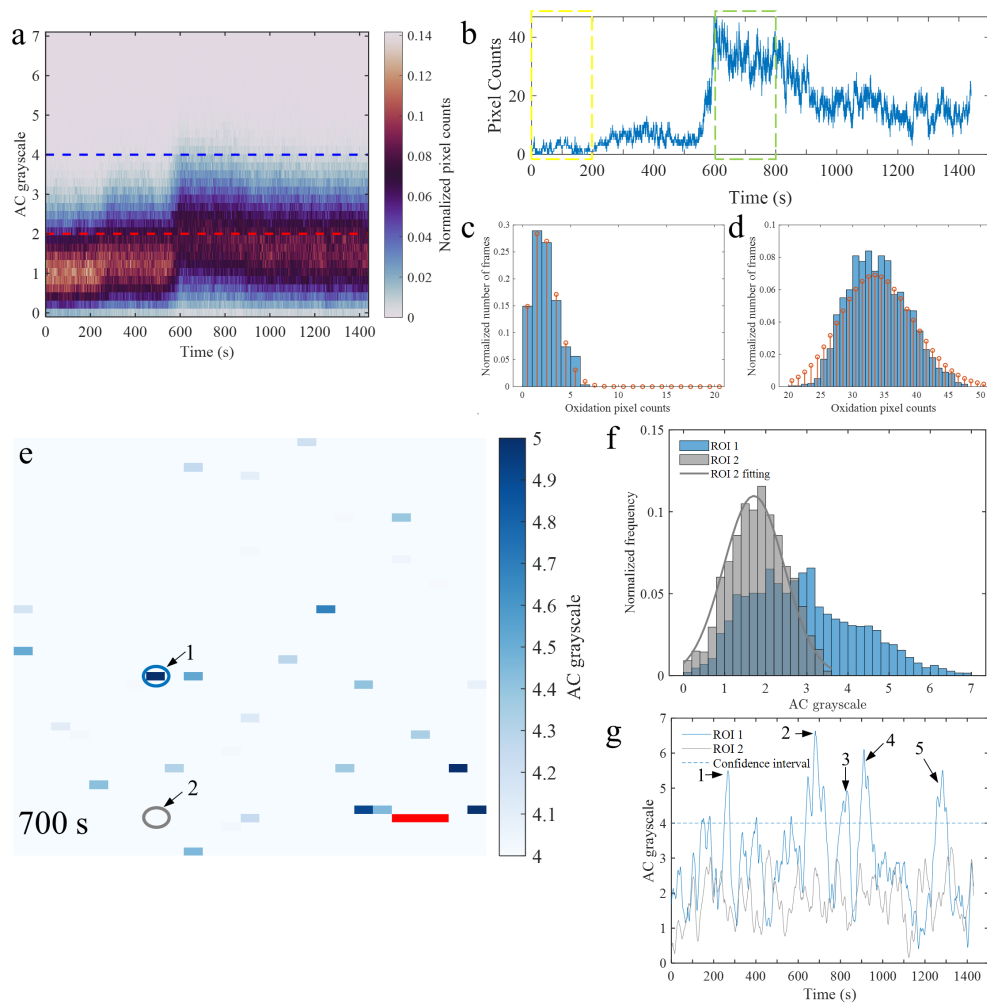 a
AC grayscale
7
6
5
4
3
2
1
0
0 200 400 600 800 1000 1200 1400
Time (s)
0.14
0.12
0.1
0.08
0.06
0.04
0.02
0
Normalized pixel counts
b
Pixel Counts
40
20
0
0 200 400 600 800 1000 1200 1400
Time (s)
c
Normalized number of frames
0.3
0.25
0.2
0.15
0.1
0.05
0
0 5 10 15 20
Oxidation pixel counts
d
Normalized number of frames
0.1
0.08
0.06
0.04
0.02
0
20 25 30 35 40 45 50
Oxidation pixel counts
e
1
2
700 s
5
4.9
4.8
4.7
4.6
4.5
4.4
4.3
4.2
4.1
4
AC grayscale
f
Normalized frequency
0.15
0.1
0.05
0
ROI 1
ROI 2
ROI 2 fitting
0 1 2 3 4 5 6 7
AC grayscale
g
AC grayscale
7
6
5
4
3
2
1
0
ROI 1
ROI 2
Confidence interval
1
2
3
4
5
0 200 400 600 800 1000 1200 1400
Time (s)